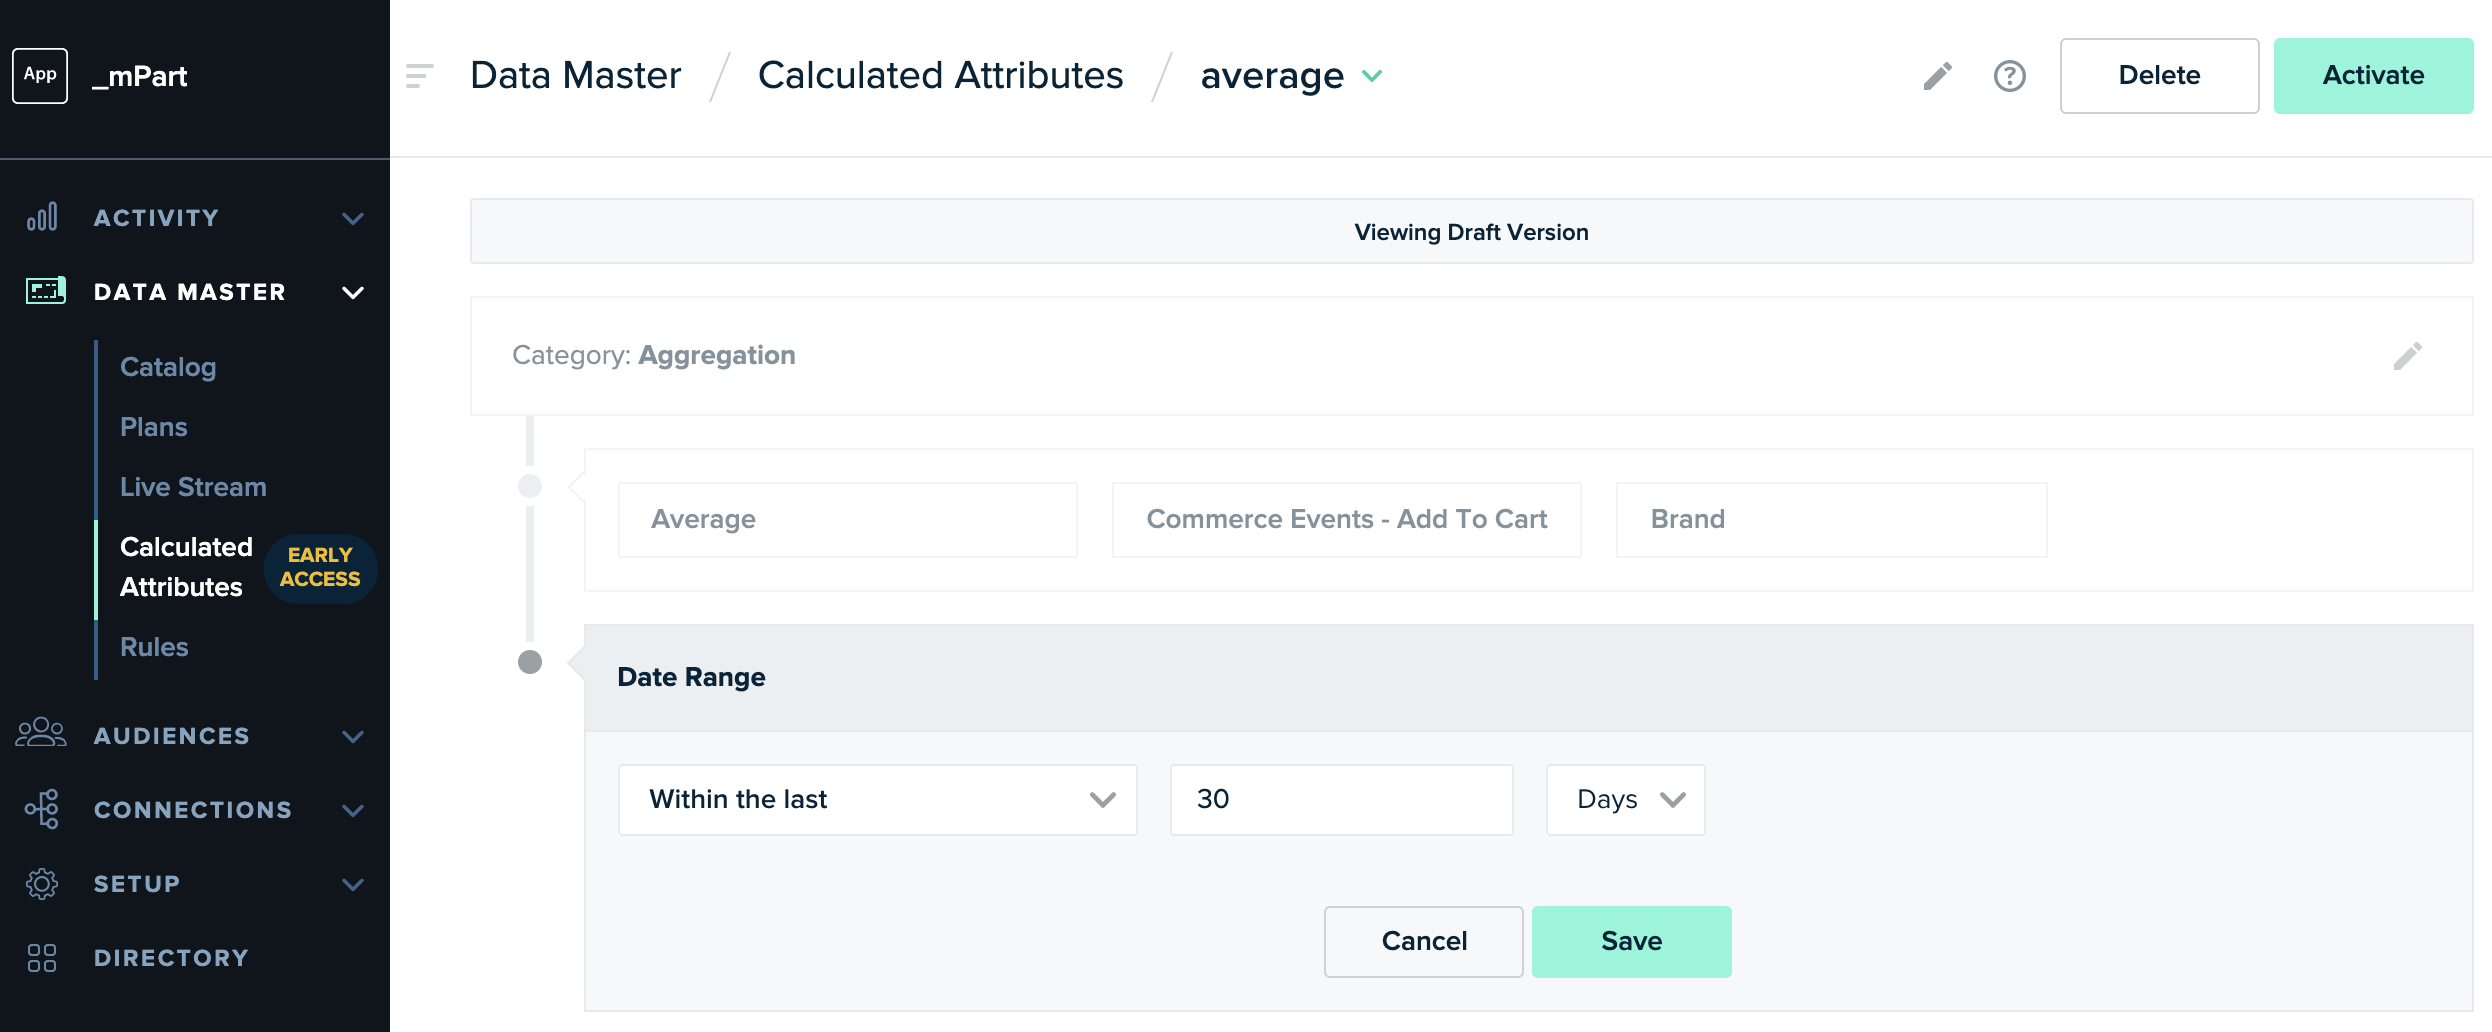 App
_mPart
ACTIVITY
DATA MASTER
Catalog
Plans
Live Stream
Calculated
Attributes
EARLY
ACCESS
Rules
AUDIENCES
CONNECTIONS
SETUP
DIRECTORY
Data Master / Calculated Attributes / average
?
Delete
Activate
Viewing Draft Version
Category: Aggregation
Average
Commerce Events - Add To Cart
Brand
Date Range
Within the last
30
Days
Cancel
Save